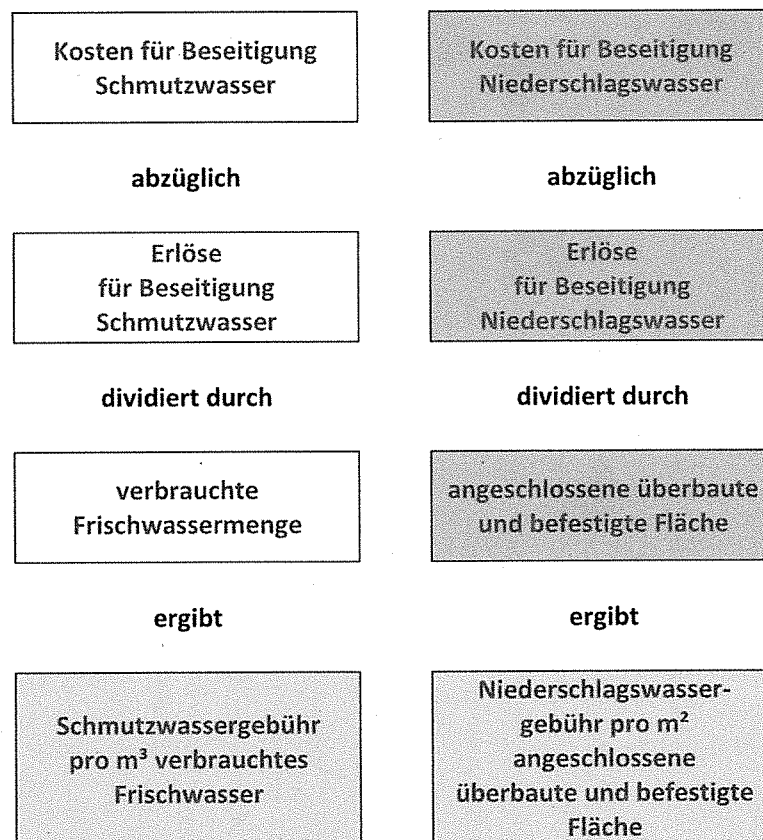 Kosten für Beseitigung
Schmutzwasser
abzüglich
Erlöse
für Beseitigung
Schmutzwasser
dividiert durch
verbrauchte
Frischwassermenge
ergibt
Schmutzwassergebühr
pro m³ verbrauchtes
Frischwasser
Kosten für Beseitigung
Niederschlagswasser
abzüglich
Erlöse
für Beseitigung
Niederschlagswasser
dividiert durch
angeschlossene überbaute
und befestigte Fläche
ergibt
Niederschlagswasser-
gebühr pro m²
angeschlossene
überbaute und befestigte
Fläche